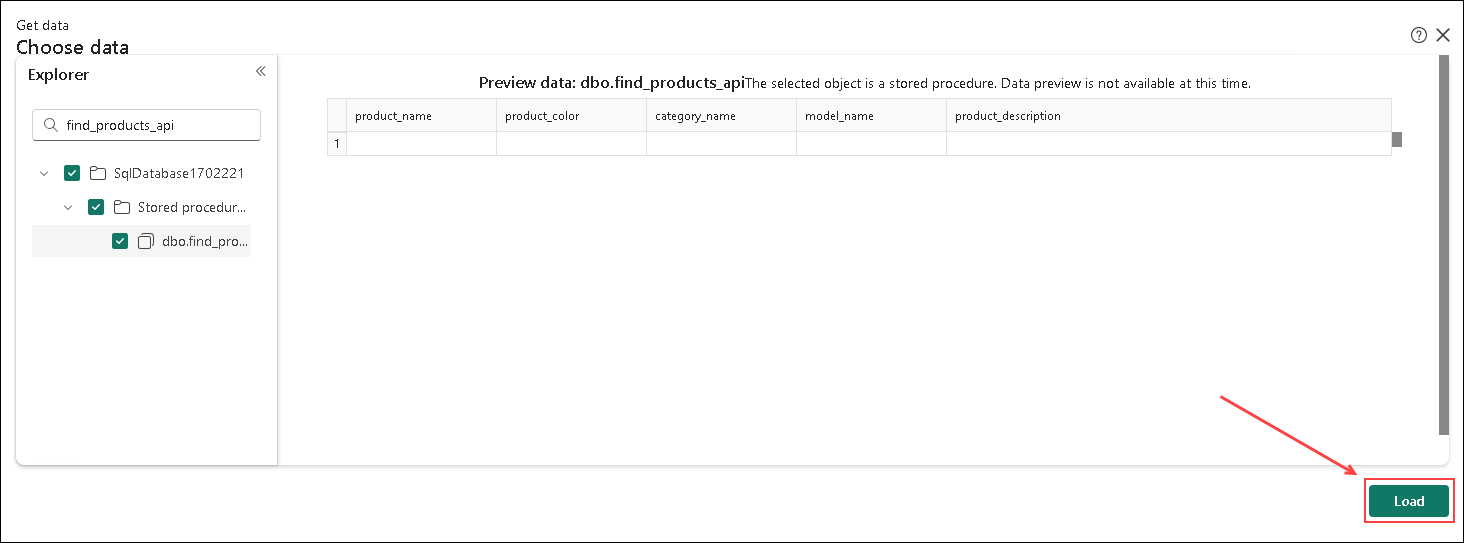 Get data
Choose data
Explorer
find_products_api
SqlDatabase1702221
Stored procedur...
dbo.find_pro...
Preview data: dbo.find_products_apiThe selected object is a stored procedure. Data preview is not available at this time.
product_name product_color category_name model_name product_description
1
Load